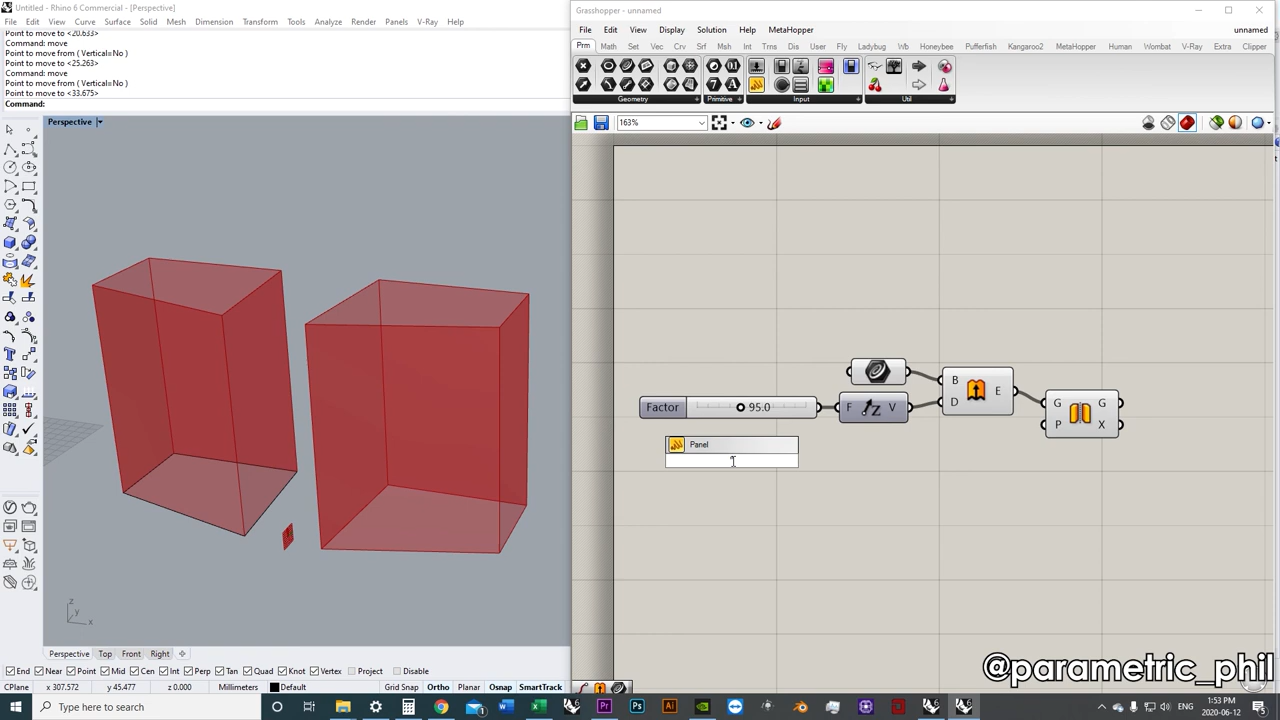 Untitled - Rhino 6 Commercial - [Perspective]
File Edit View Curve Surface Solid Mesh Dimension Transform Tools Analyze Render Panels V-Ray Help
Point to move to <20.633>
Command: move
Point to move from ( Vertical=No )
Point to move to <25.263>
Command: move
Point to move from ( Vertical=No )
Point to move to <33.675>
Command:
Perspective
z
y
x
Perspective Top Front Right
End Near Point Mid Cen Int Perp Tan Quad Knot Vertex Project Disable
CPlane x 307.572 y 45.477 z 0.000 Millimeters Default Grid Snap Ortho Planar Osnap SmartTrack
Grasshopper - unnamed
File Edit View Display Solution Help MetaHopper unnamed
Prm Math Set Vec Crv Srf Msh Int Trns Dis User Fly Ladybug Wb Honeybee Pufferfish Kangaroo2 MetaHopper Human Wombat V-Ray Extra Clipper
Geometry Primitive Input Util
163%
Factor 95.0
F Z V
B D E
G P G X
Panel
@parametric_phil
Type here to search
ENG
1:53 PM
2020-06-12